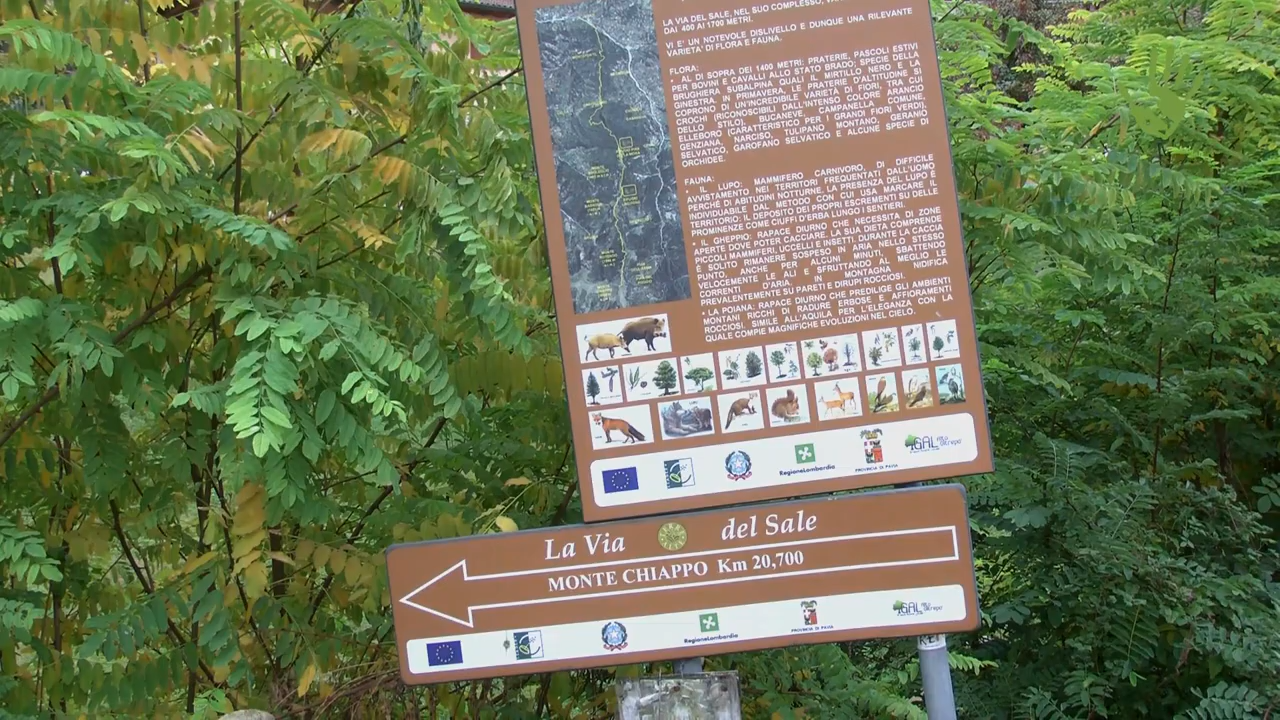 LA VIA DEL SALE, NEL SUO COMPLESSO,
DAI 400 AI 1700 METRI.
VI E' UN NOTEVOLE DISLIVELLO E DUNQUE UNA RILEVANTE
VARIETA' DI FLORA E FAUNA.
FLORA:
• AL DI SOPRA DEI 1400 METRI: PRATERIE, PASCOLI ESTIVI
PER BOVINI E CAVALLI ALLO STATO BRADO; SPECIE DELLA
BRUGHIERA SUBALPINA QUALI IL MIRTILLO NERO E LA
GINESTRA. IN PRIMAVERA, LE PRATERIE D'ALTITUDINE SI
COPRONO DI UN'INCREDIBILE VARIETÀ DI FIORI, TRA CUI
CROCHI (RICONOSCIBILI DALL'INTENSO COLORE ARANCIO
DELLO STILO), BUCANEVE, CAMPANELLA COMUNE,
ELLEBORO (CARATTERISTICO PER I GRANDI FIORI VERDI),
GENZIANA, NARCISO, TULIPANO MONTANO, GERANIO
SELVATICO, GAROFANO SELVATICO E ALCUNE SPECIE DI
ORCHIDEE.
FAUNA:
• IL LUPO: MAMMIFERO CARNIVORO, DI DIFFICILE
AVVISTAMENTO NEI TERRITORI FREQUENTATI DALL'UOMO
PERCHÉ DI ABITUDINI NOTTURNE. LA PRESENZA DEL LUPO È
INDIVIDUABILE DAL METODO CON CUI USA MARCARE IL
TERRITORIO: IL DEPOSITO DEI PROPRI ESCREMENTI SU DELLE
PROMINENZE COME CIUFFI D'ERBA LUNGO I SENTIERI.
• IL GHEPPIO: RAPACE DIURNO CHE NECESSITA DI ZONE
APERTE DOVE POTER CACCIARE. LA SUA DIETA COMPRENDE
PICCOLI MAMMIFERI, UCCELLI E INSETTI. DURANTE LA CACCIA
È SOLITO RIMANERE SOSPESO IN ARIA NELLO STESSO
PUNTO, ANCHE PER ALCUNI MINUTI, SBATTENDO
VELOCEMENTE LE ALI E SFRUTTANDO AL MEGLIO LE
CORRENTI D'ARIA. IN MONTAGNA NIDIFICA
PREVALENTEMENTE SU PARETI E DIRUPI ROCCIOSI.
• LA POIANA: RAPACE DIURNO CHE PREDILIGE GLI AMBIENTI
MONTANI RICCHI DI RADURE ERBOSE E AFFIORAMENTI
ROCCIOSI. SIMILE ALL'AQUILA PER L'ELEGANZA CON LA
QUALE COMPIE MAGNIFICHE EVOLUZIONI NEL CIELO.
RegioneLombardia
PROVINCIA DI PAVIA
GAL alto oltrepo
La Via del Sale
MONTE CHIAPPO Km 20,700
RegioneLombardia
PROVINCIA DI PAVIA
GAL alto oltrepo